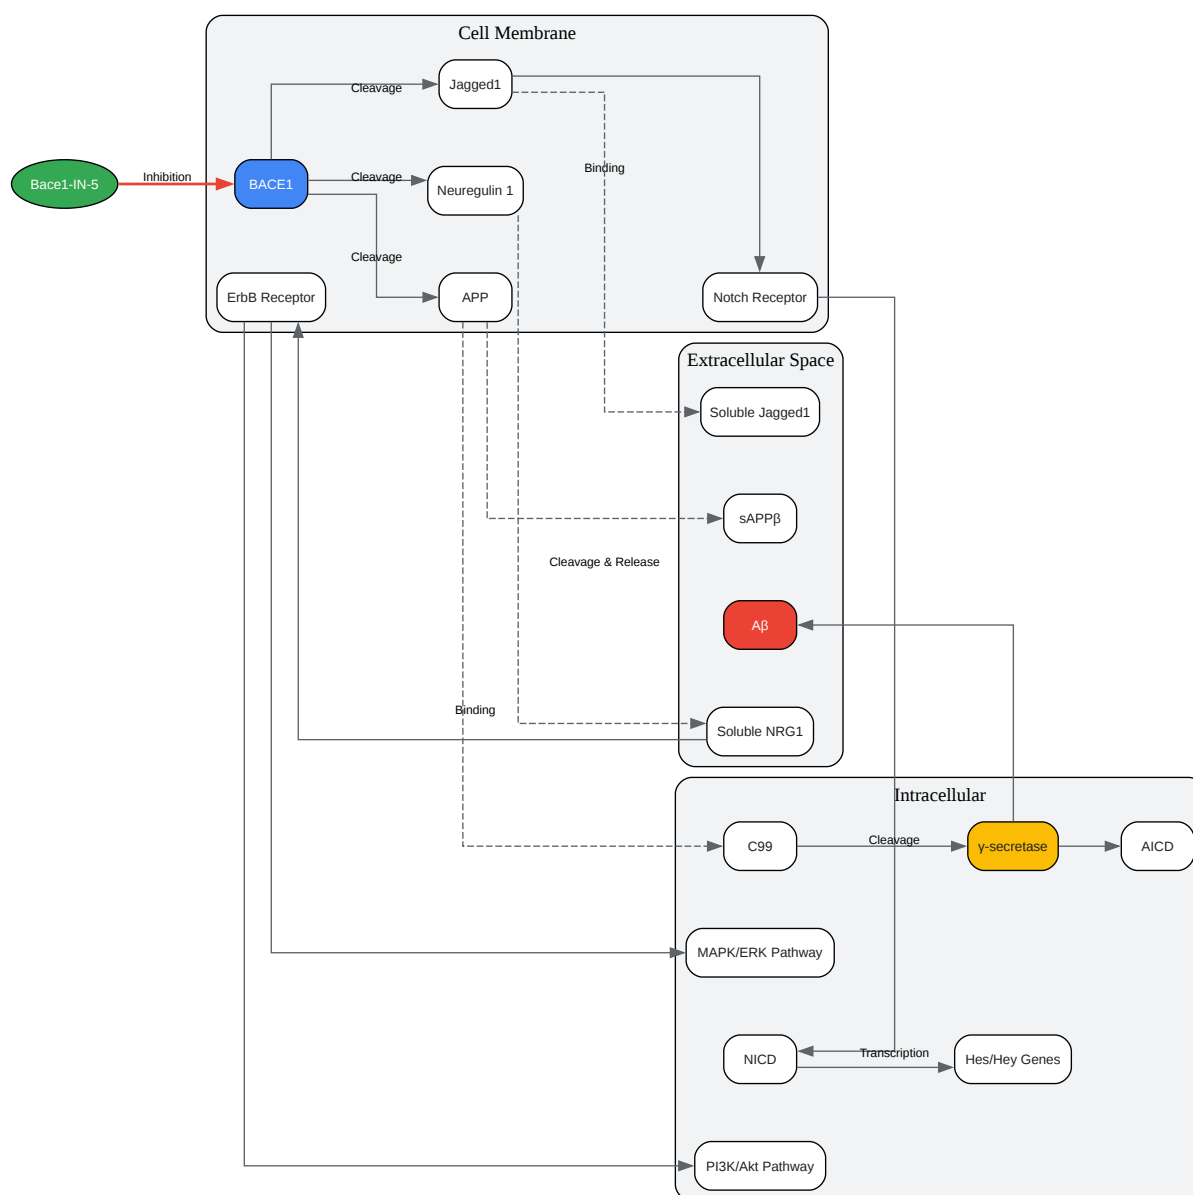 Cell Membrane
Jagged1
Cleavage
Binding
Bace1-IN-5
Inhibition
BACE1
Cleavage
Neuregulin 1
Cleavage
ErbB Receptor
APP
Notch Receptor
Extracellular Space
Soluble Jagged1
sAPPβ
Cleavage & Release
Aβ
Binding
Soluble NRG1
Intracellular
C99
Cleavage
γ-secretase
AICD
MAPK/ERK Pathway
NICD
Transcription
Hes/Hey Genes
PI3K/Akt Pathway